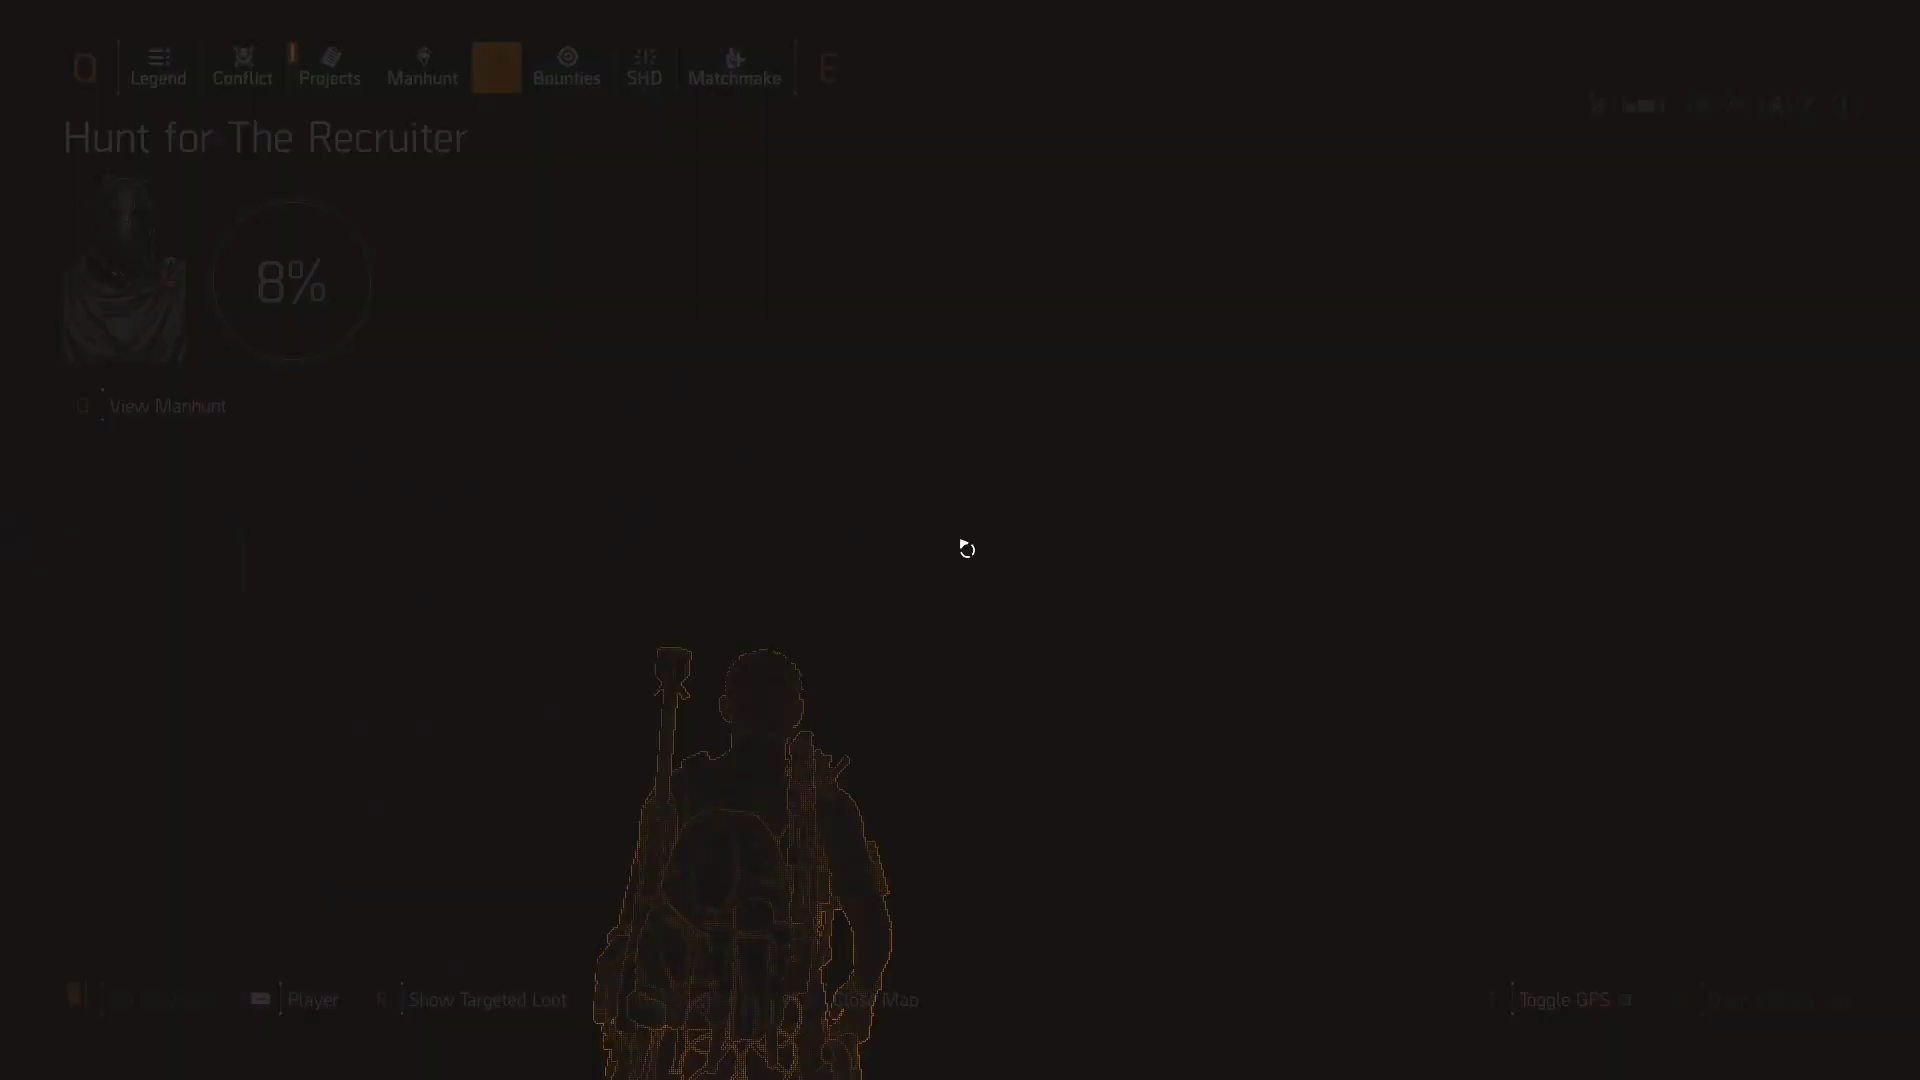 Q Legend Conflict Projects Manhunt Bounties SHD Matchmake E
Hunt for The Recruiter
8%
View Manhunt
Player R Show Targeted Loot Close Map Toggle GPS